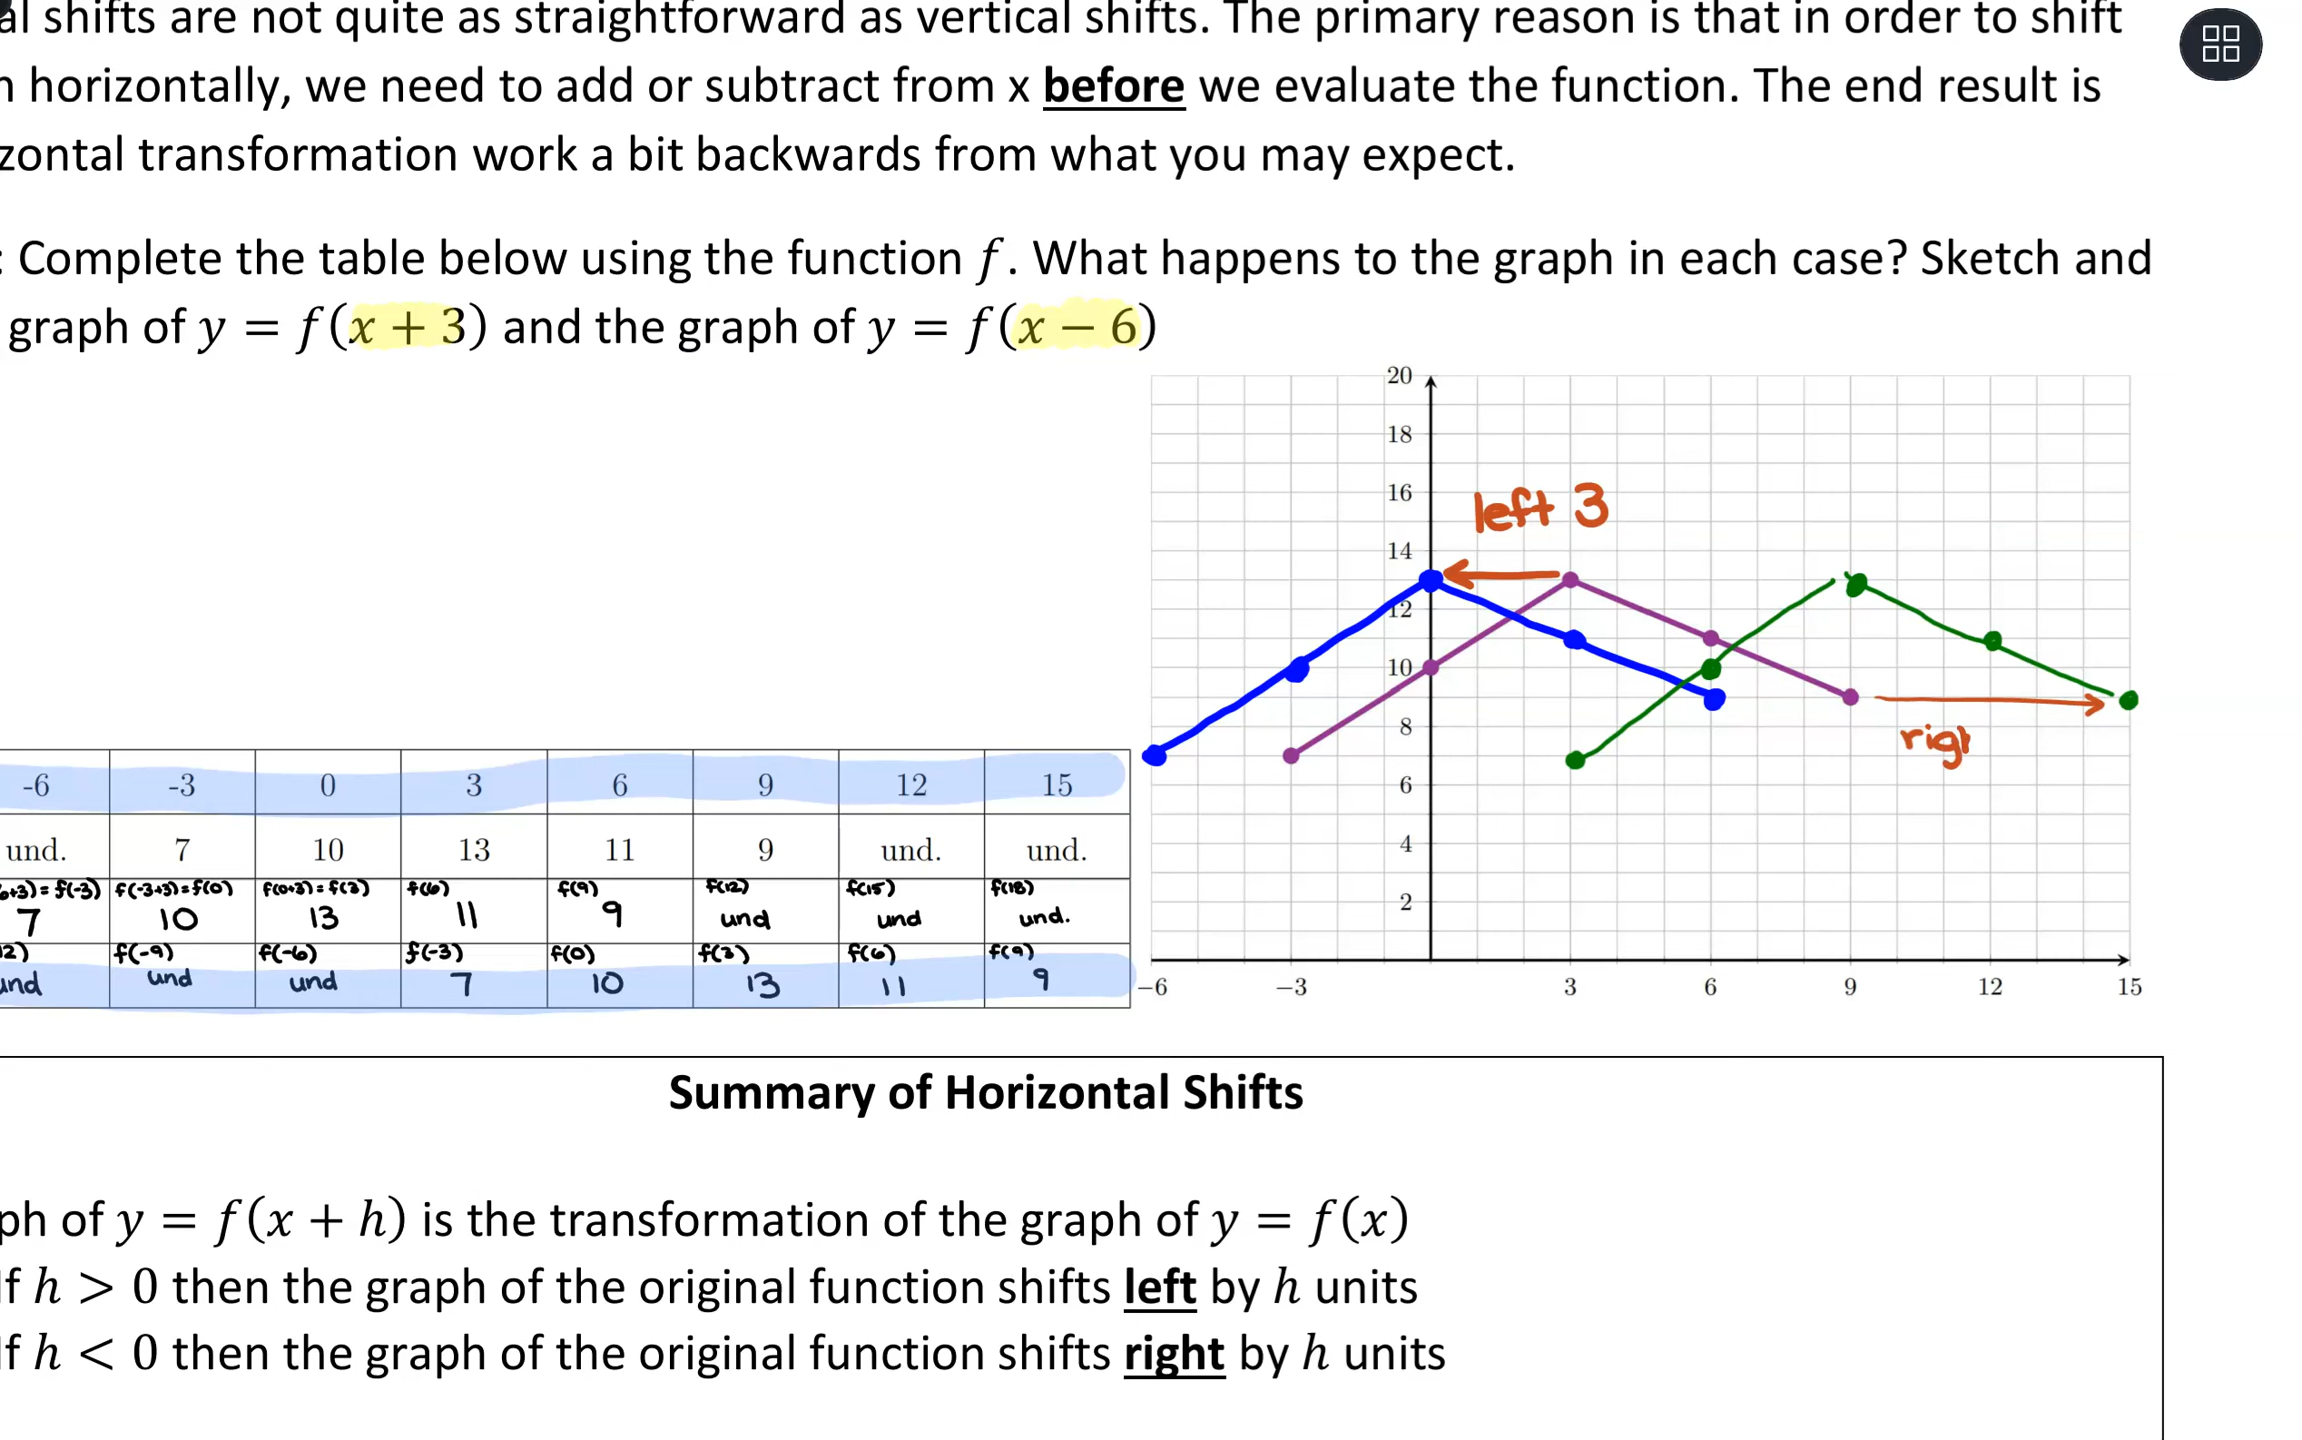 al shifts are not quite as straightforward as vertical shifts. The primary reason is that in order to shift
n horizontally, we need to add or subtract from x before we evaluate the function. The end result is
zontal transformation work a bit backwards from what you may expect.
: Complete the table below using the function f. What happens to the graph in each case? Sketch and
graph of y = f(x + 3) and the graph of y = f(x − 6)
20
18
16
14
12
10
8
6
4
2
−6 −3 3 6 9 12 15
left 3
righ
-6 -3 0 3 6 9 12 15
und. 7 10 13 11 9 und. und.
+3)= f(-3) f(-3+3)=f(0) f(0+3)=f(3) f(6) f(9) f(12) f(15) f(18)
7 10 13 11 9 und und und.
12) f(-9) f(-6) f(-3) f(0) f(3) f(6) f(9)
und und und 7 10 13 11 9
Summary of Horizontal Shifts
ph of y = f(x + h) is the transformation of the graph of y = f(x)
If h > 0 then the graph of the original function shifts left by h units
If h < 0 then the graph of the original function shifts right by h units